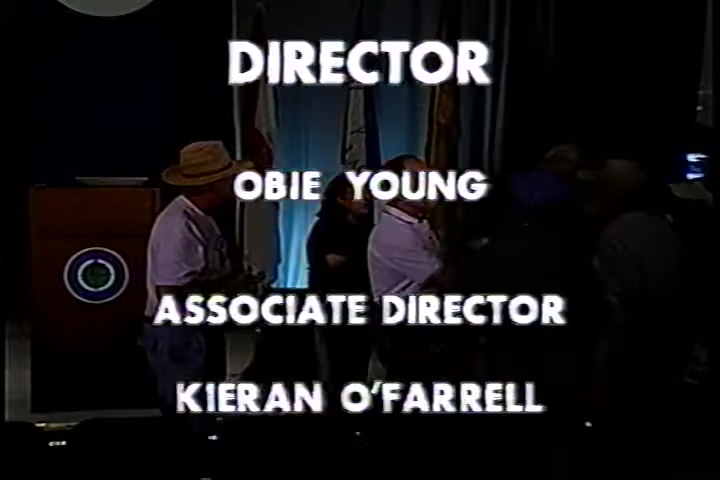 DIRECTOR
OBIE YOUNG
ASSOCIATE DIRECTOR
KIERAN O'FARRELL